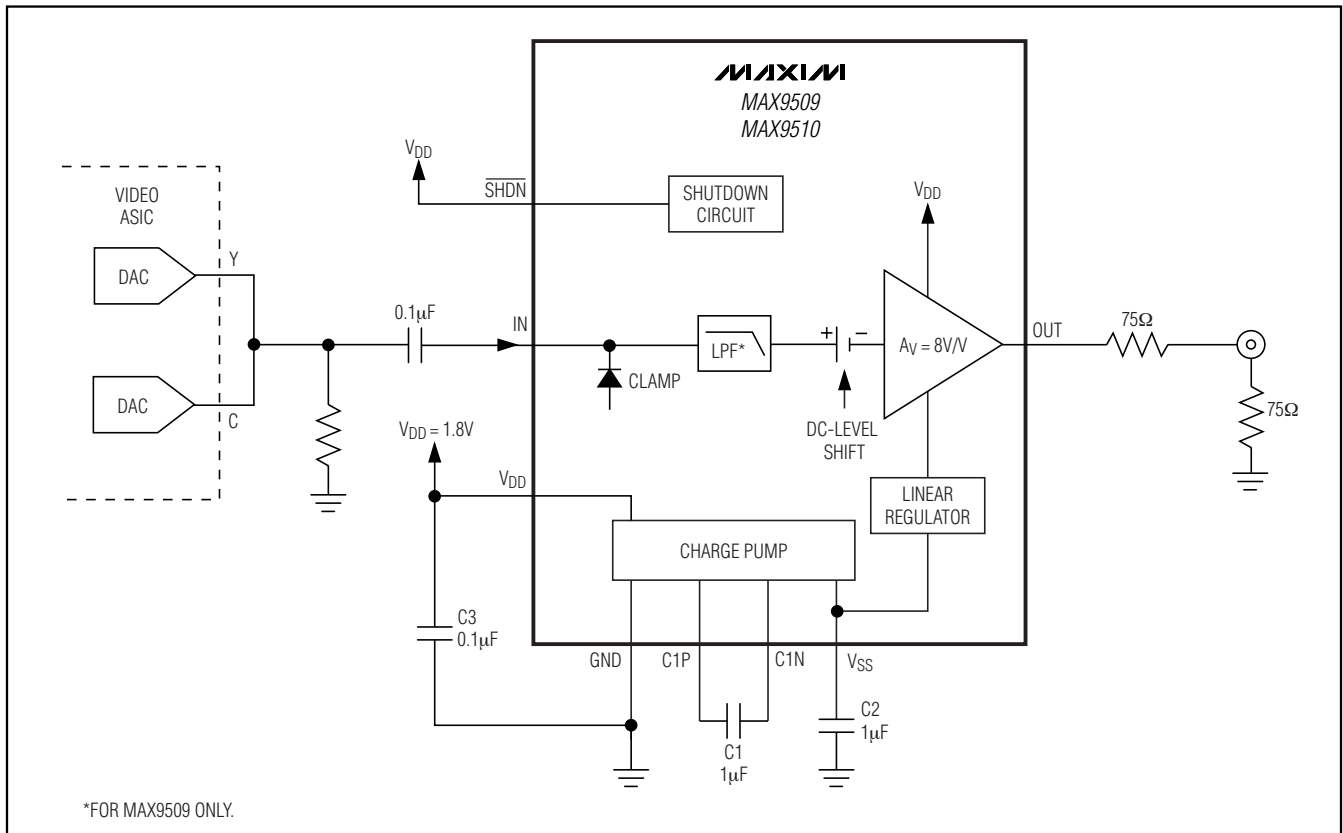 MAXIM
MAX9509
MAX9510
VDD
SHDN
SHUTDOWN
CIRCUIT
VDD
VIDEO
ASIC
DAC
Y
0.1µF
IN
LPF*
+
−
AV = 8V/V
OUT
75Ω
75Ω
CLAMP
DC-LEVEL
SHIFT
DAC
C
VDD = 1.8V
VDD
LINEAR
REGULATOR
CHARGE PUMP
C3
0.1µF
GND
C1P
C1N
VSS
C1
1µF
C2
1µF
*FOR MAX9509 ONLY.